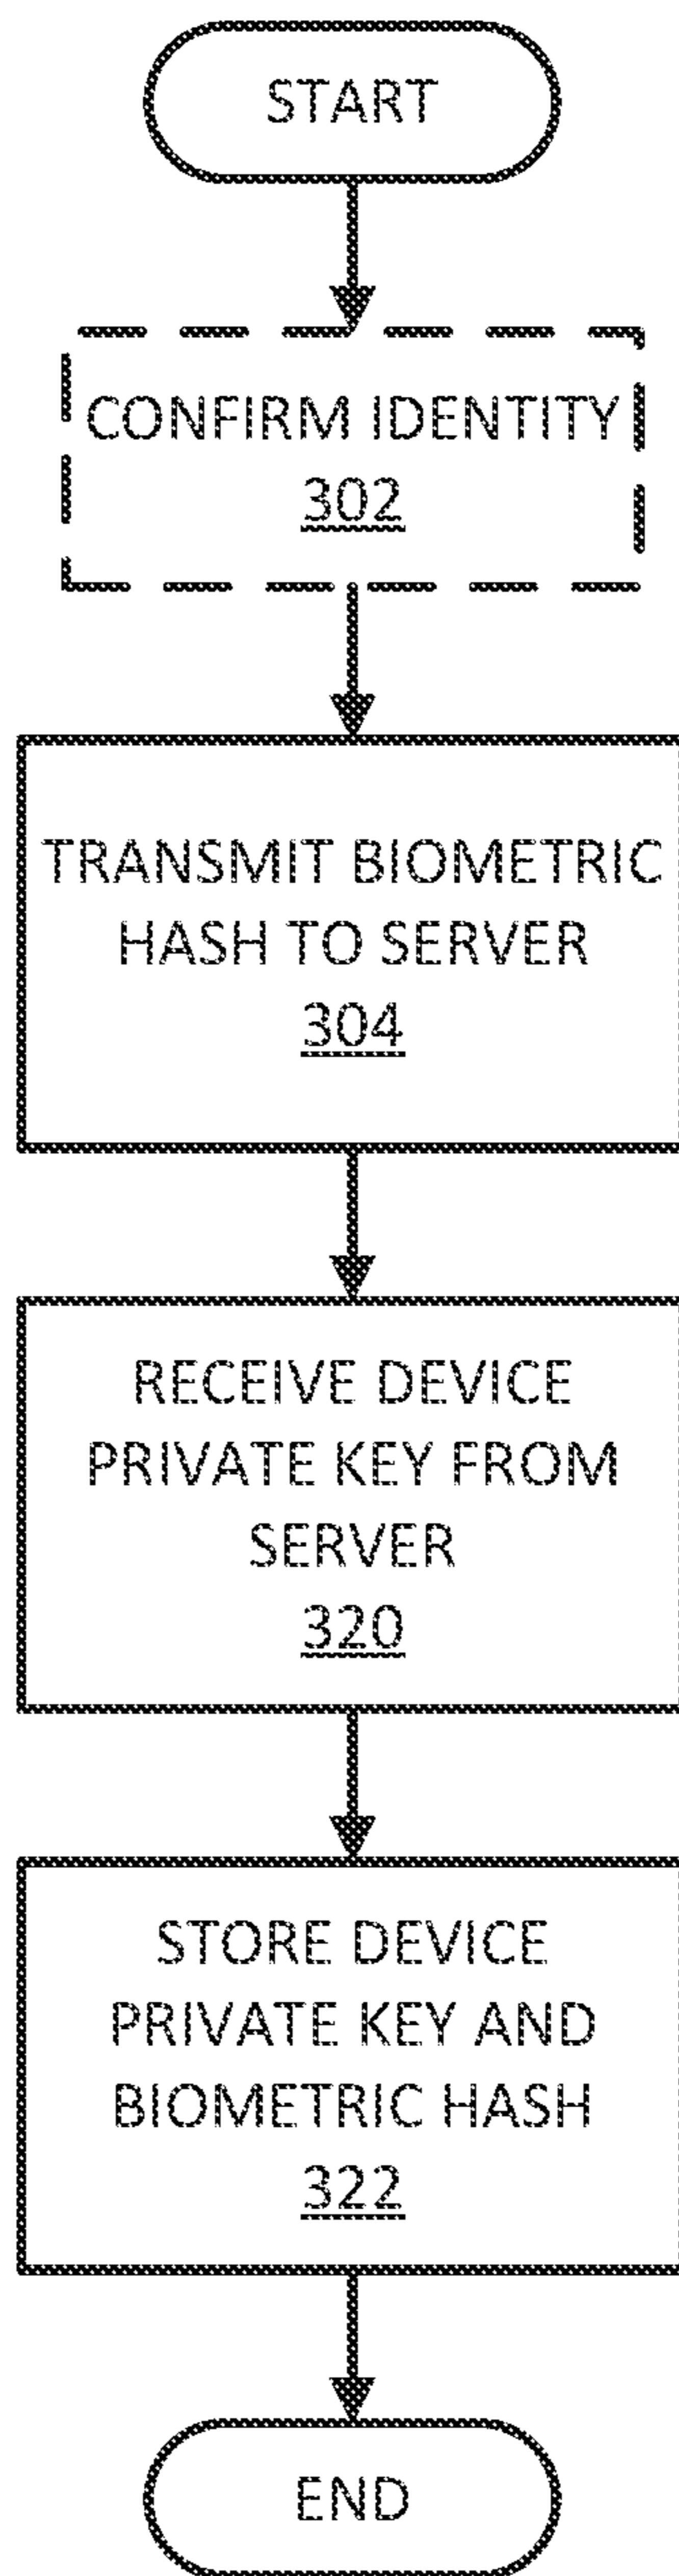 START
CONFIRM IDENTITY
302
TRANSMIT BIOMETRIC
HASH TO SERVER
304
RECEIVE DEVICE
PRIVATE KEY FROM
SERVER
320
STORE DEVICE
PRIVATE KEY AND
BIOMETRIC HASH
322
END